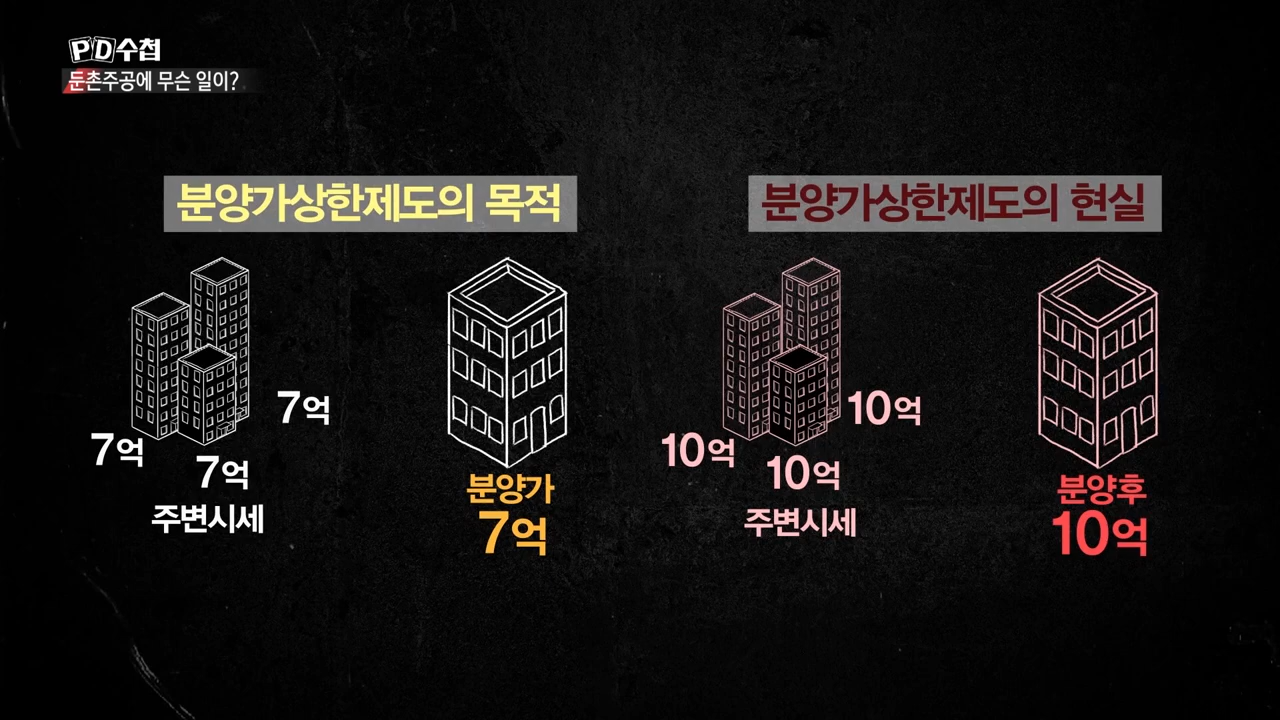 PD수첩
둔촌주공에 무슨 일이?
분양가상한제도의 목적
7억
7억
7억
주변시세
분양가
7억
분양가상한제도의 현실
10억
10억
10억
주변시세
분양후
10억